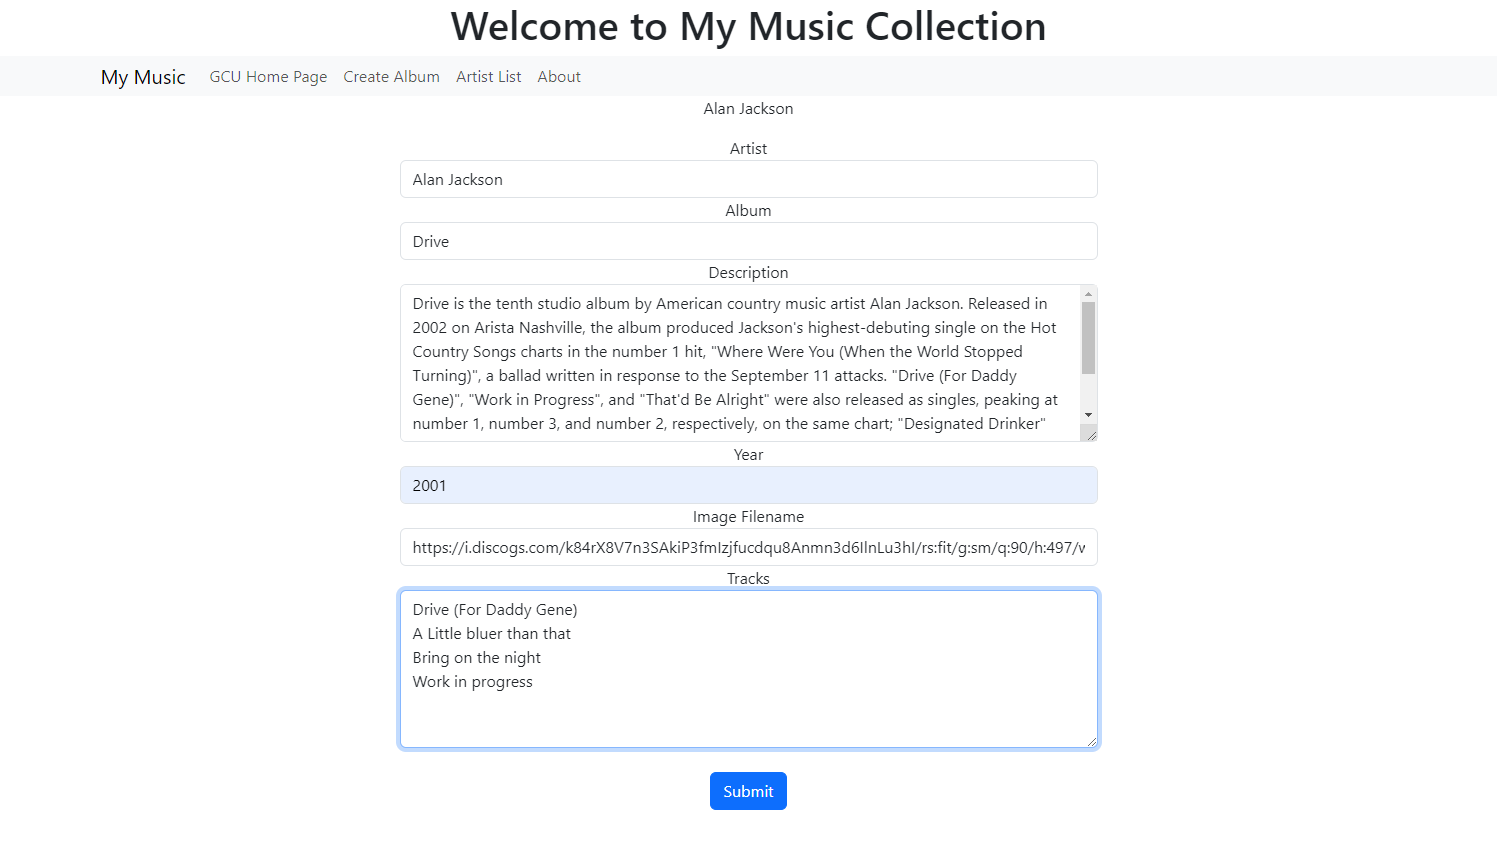 Welcome to My Music Collection
My Music GCU Home Page Create Album Artist List About
Alan Jackson
Artist
Alan Jackson
Album
Drive
Description
Drive is the tenth studio album by American country music artist Alan Jackson. Released in
2002 on Arista Nashville, the album produced Jackson's highest-debuting single on the Hot
Country Songs charts in the number 1 hit, "Where Were You (When the World Stopped
Turning)", a ballad written in response to the September 11 attacks. "Drive (For Daddy
Gene)", "Work in Progress", and "That'd Be Alright" were also released as singles, peaking at
number 1, number 3, and number 2, respectively, on the same chart; "Designated Drinker"
Year
2001
Image Filename
https://i.discogs.com/k84rX8V7n3SAkiP3fmIzjfucdqu8Anmn3d6IlnLu3hI/rs:fit/g:sm/q:90/h:497/w
Tracks
Drive (For Daddy Gene)
A Little bluer than that
Bring on the night
Work in progress
Submit